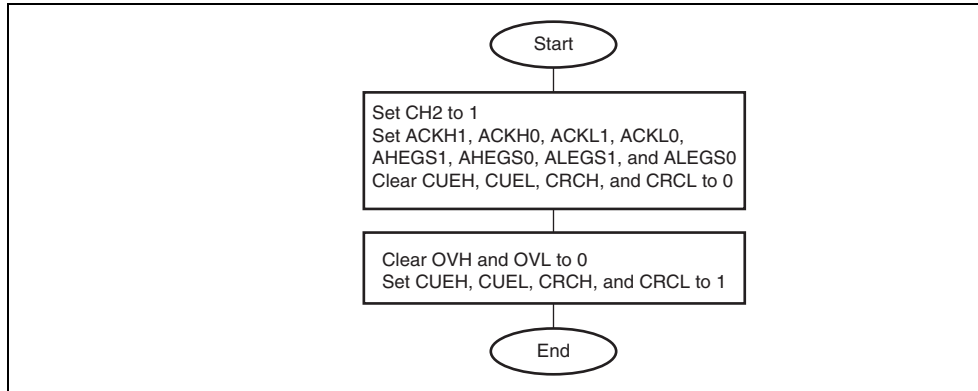 Start
Set CH2 to 1
Set ACKH1, ACKH0, ACKL1, ACKL0,
AHEGS1, AHEGS0, ALEGS1, and ALEGS0
Clear CUEH, CUEL, CRCH, and CRCL to 0
Clear OVH and OVL to 0
Set CUEH, CUEL, CRCH, and CRCL to 1
End